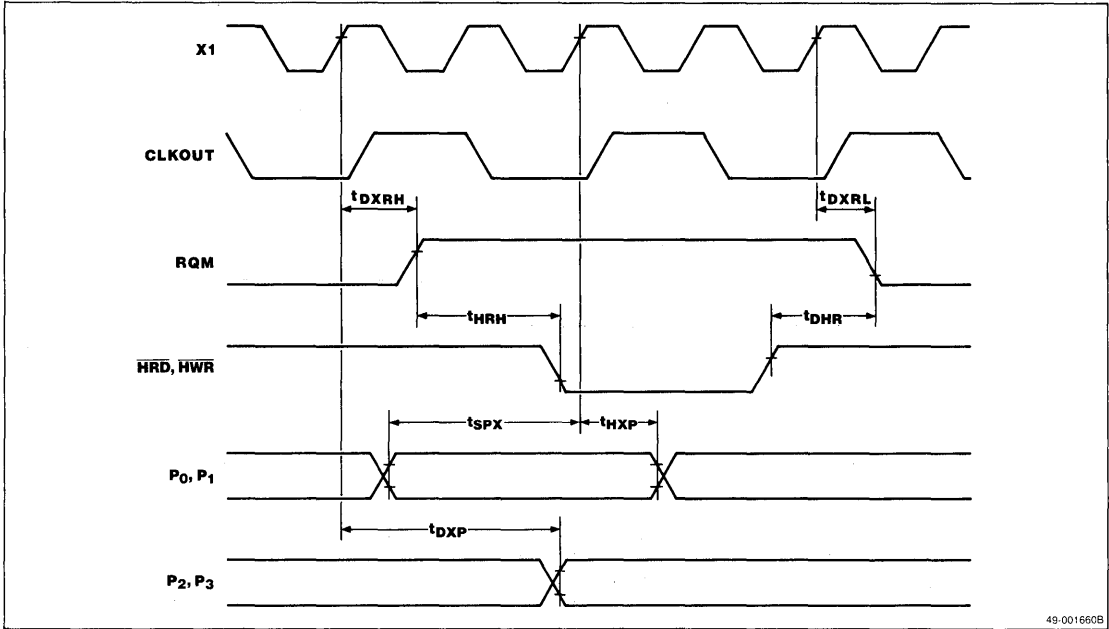 X1
CLKOUT
tDXRH
tDXRL
RQM
tHRH
tDHR
HRD, HWR
tSPX
tHXP
P0, P1
tDXP
P2, P3
49-001660B